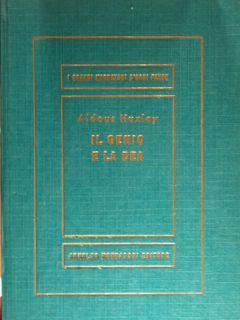 I GRANDI NARRATORI D'OGNI PAESE
Aldous Huxley
IL GENIO
E LA DEA
ARNOLDO MONDADORI EDITORE